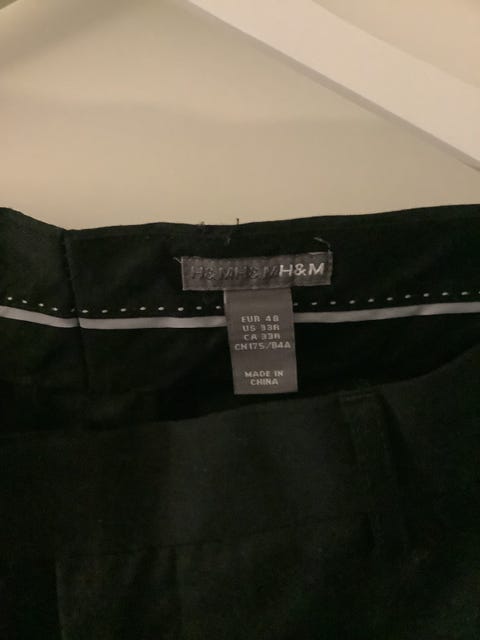 H&MH&MH&M
EUR 48
US 33R
CA 33R
CN175/84A
MADE IN
CHINA